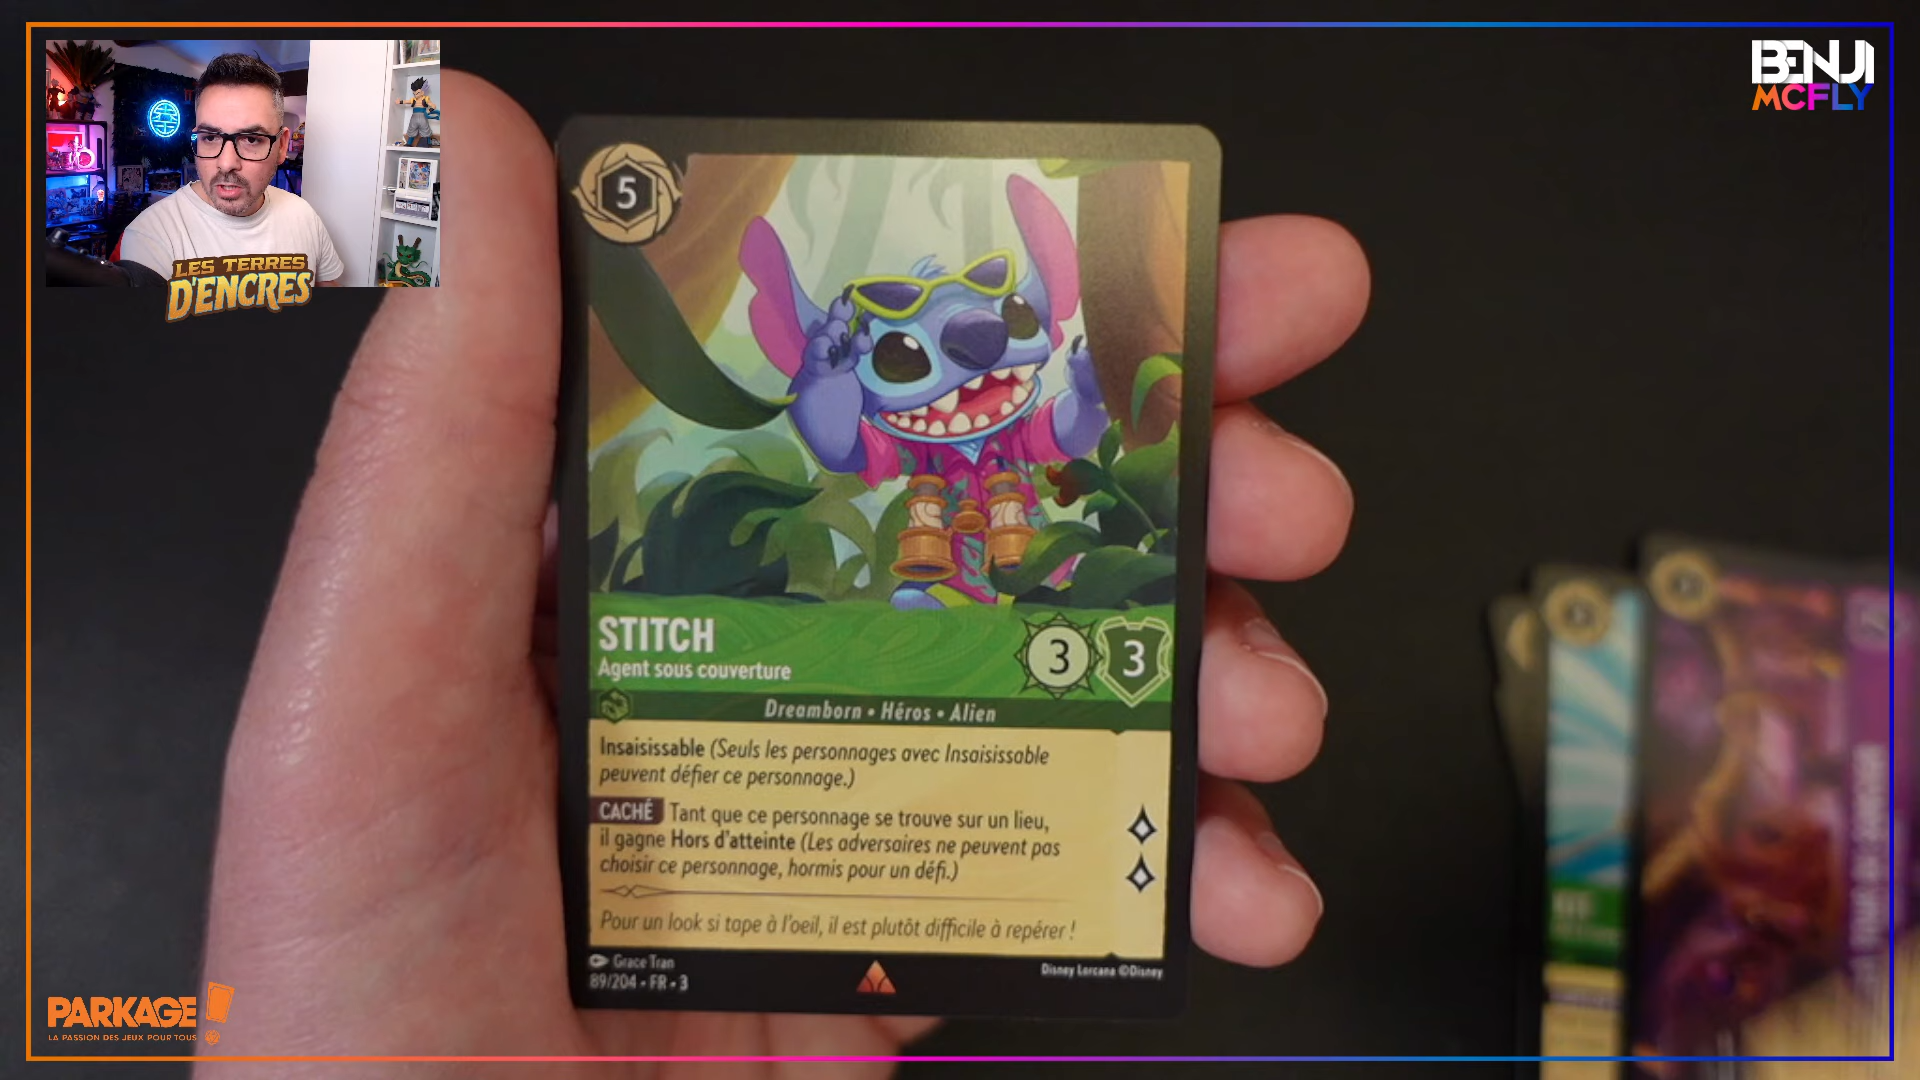 BENJI
MCFLY
LES TERRES
D'ENCRES
5
STITCH
Agent sous couverture
3
3
Dreamborn • Héros • Alien
Insaisissable (Seuls les personnages avec Insaisissable
peuvent défier ce personnage.)
CACHÉ Tant que ce personnage se trouve sur un lieu,
il gagne Hors d'atteinte (Les adversaires ne peuvent pas
choisir ce personnage, hormis pour un défi.)
Pour un look si tape à l'oeil, il est plutôt difficile à repérer !
Grace Tran
89/204 • FR • 3
Disney Lorcana ©Disney
PARKAGE!
LA PASSION DES JEUX POUR TOUS